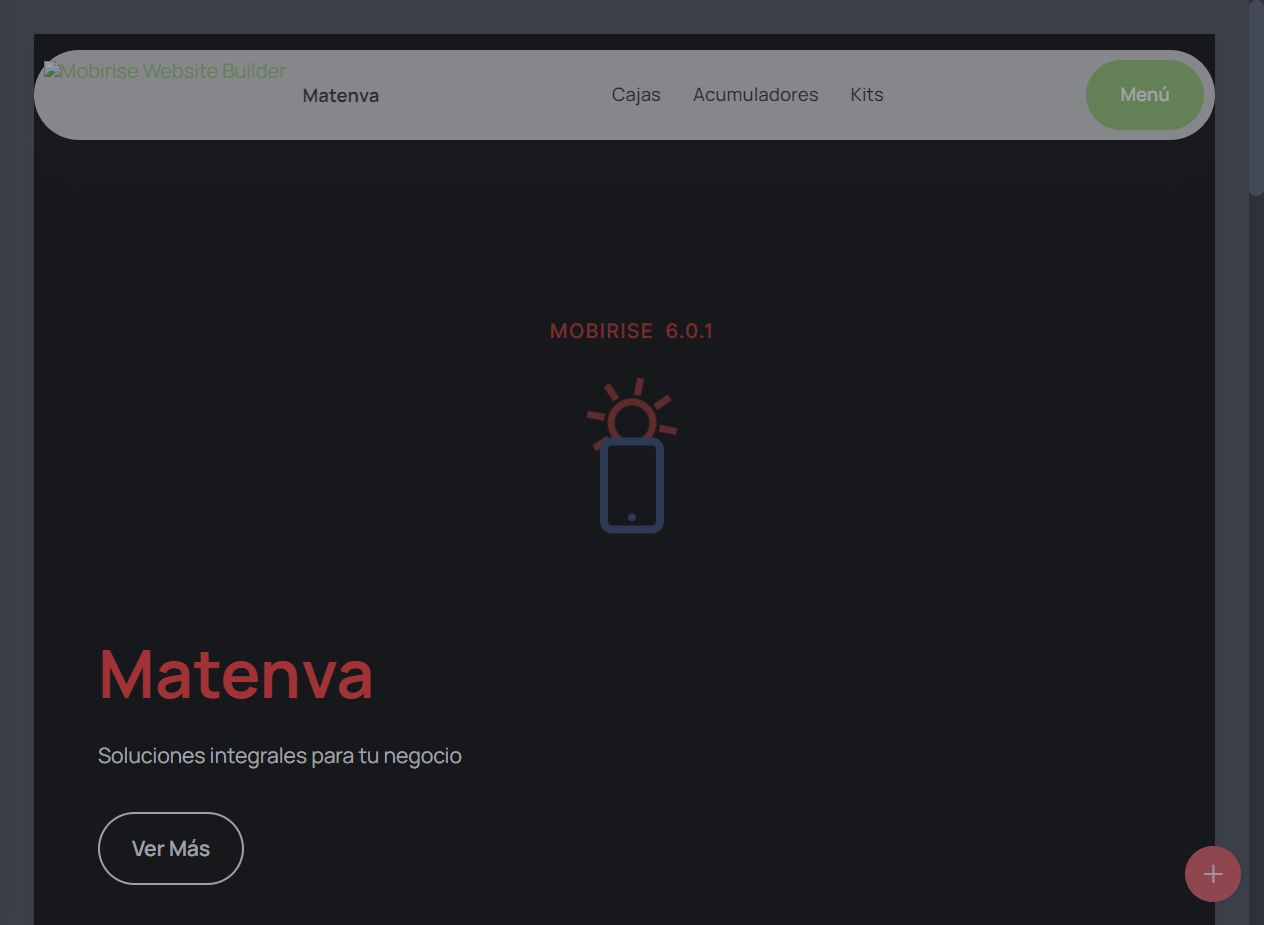 Mobirise Website Builder
Matenva
Cajas
Acumuladores
Kits
Menú
MOBIRISE 6.0.1
Matenva
Soluciones integrales para tu negocio
Ver Más